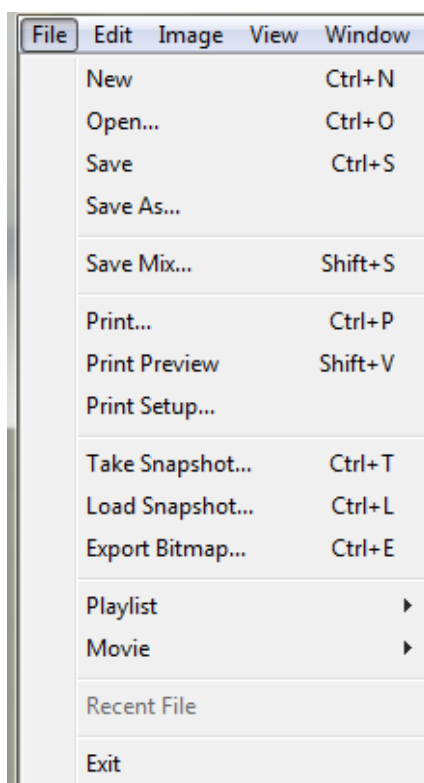 File Edit Image View Window
New Ctrl+N
Open... Ctrl+O
Save Ctrl+S
Save As...
Save Mix... Shift+S
Print... Ctrl+P
Print Preview Shift+V
Print Setup...
Take Snapshot... Ctrl+T
Load Snapshot... Ctrl+L
Export Bitmap... Ctrl+E
Playlist
Movie
Recent File
Exit